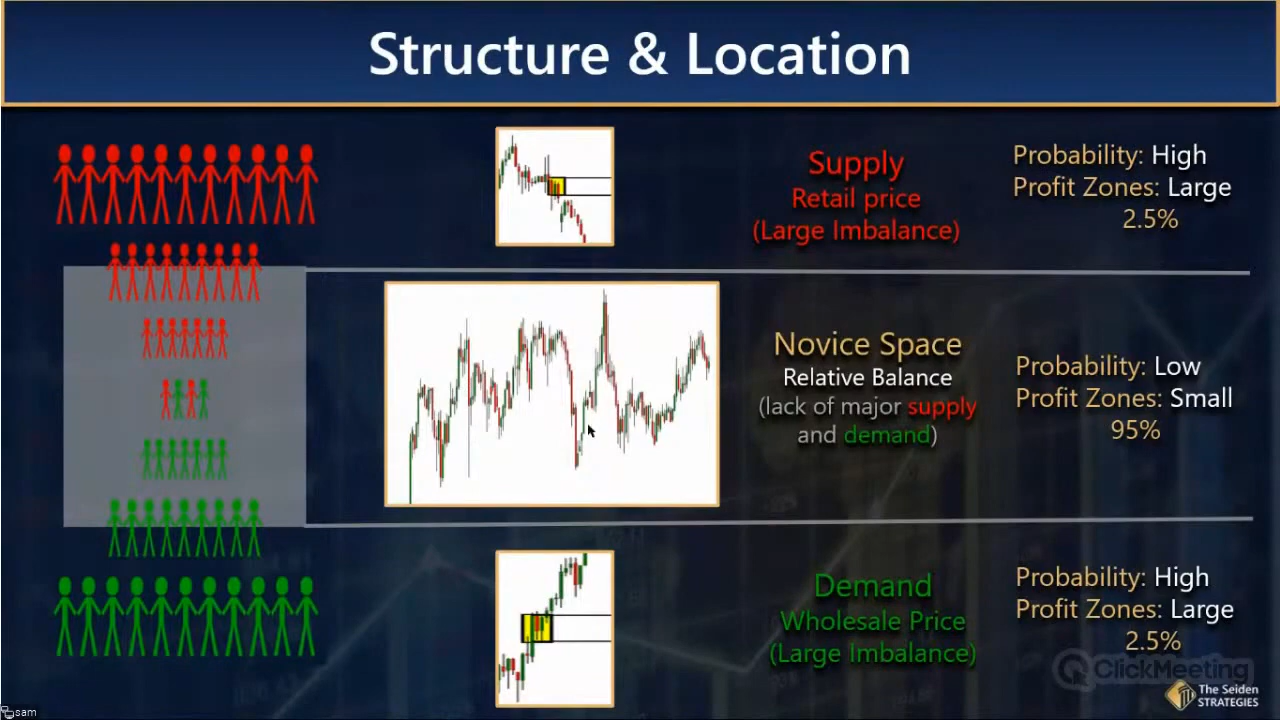 Structure & Location
Supply
Retail price
(Large Imbalance)
Probability: High
Profit Zones: Large
2.5%
Novice Space
Relative Balance
(lack of major supply
and demand)
Probability: Low
Profit Zones: Small
95%
Demand
Wholesale Price
(Large Imbalance)
Probability: High
Profit Zones: Large
2.5%
ClickMeeting
The Seiden
STRATEGIES
sam